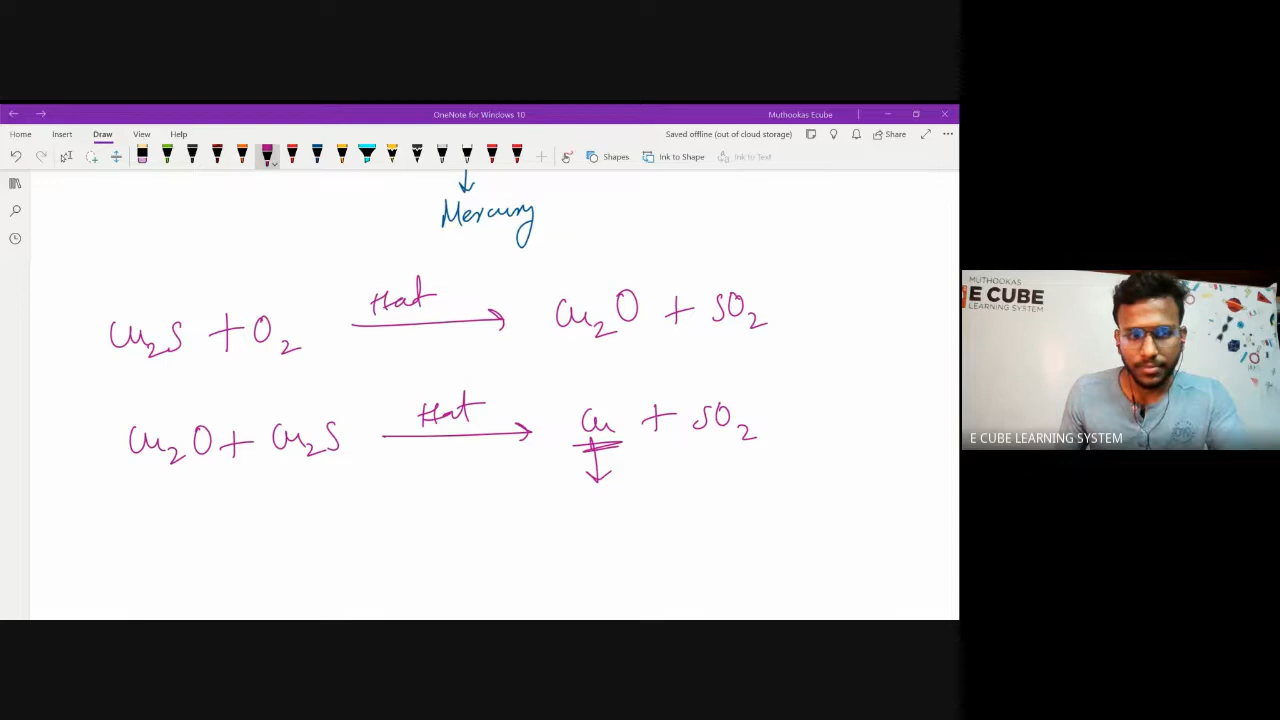 OneNote for Windows 10
Muthookas Ecube
Home Insert Draw View Help
Saved offline (out of cloud storage)
Share
Shapes
Ink to Shape
Ink to Text
Mercury
Cu₂S + O₂ Heat Cu₂O + SO₂
Cu₂O + Cu₂S Heat Cu + SO₂
MUTHOOKAS
E CUBE
LEARNING SYSTEM
E CUBE LEARNING SYSTEM